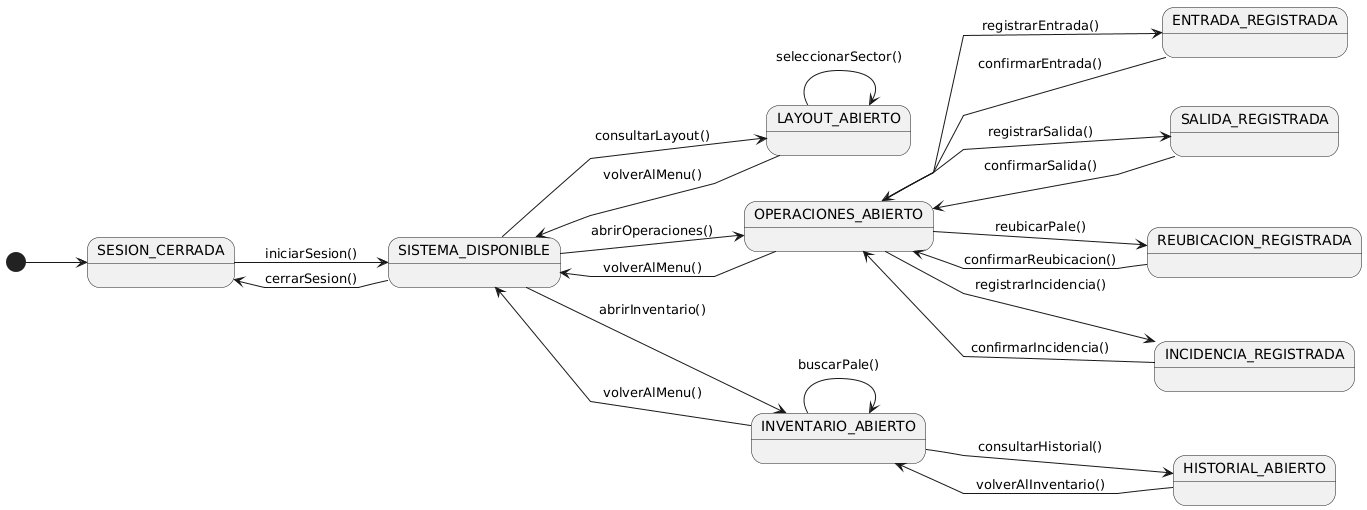 ENTRADA_REGISTRADA
registrarEntrada()
confirmarEntrada()
seleccionarSector()
LAYOUT_ABIERTO
SALIDA_REGISTRADA
consultarLayout()
registrarSalida()
confirmarSalida()
volverAlMenu()
OPERACIONES_ABIERTO
abrirOperaciones()
reubicarPale()
REUBICACION_REGISTRADA
SESION_CERRADA
iniciarSesion()
SISTEMA_DISPONIBLE
volverAlMenu()
confirmarReubicacion()
cerrarSesion()
registrarIncidencia()
abrirInventario()
confirmarIncidencia()
INCIDENCIA_REGISTRADA
buscarPale()
volverAlMenu()
INVENTARIO_ABIERTO
consultarHistorial()
HISTORIAL_ABIERTO
volverAlInventario()